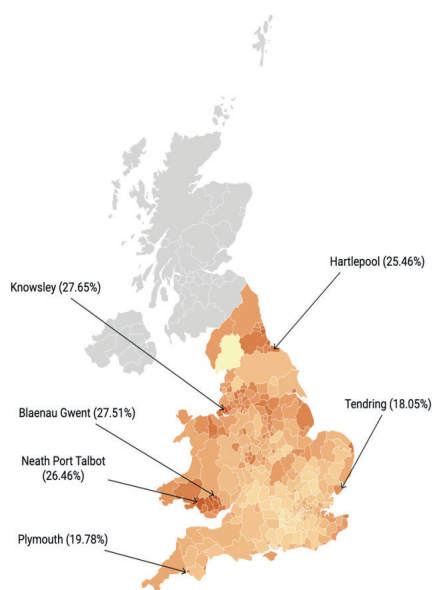 Hartlepool (25.46%)
Knowsley (27.65%)
Tendring (18.05%)
Blaenau Gwent (27.51%)
Neath Port Talbot
(26.46%)
Plymouth (19.78%)